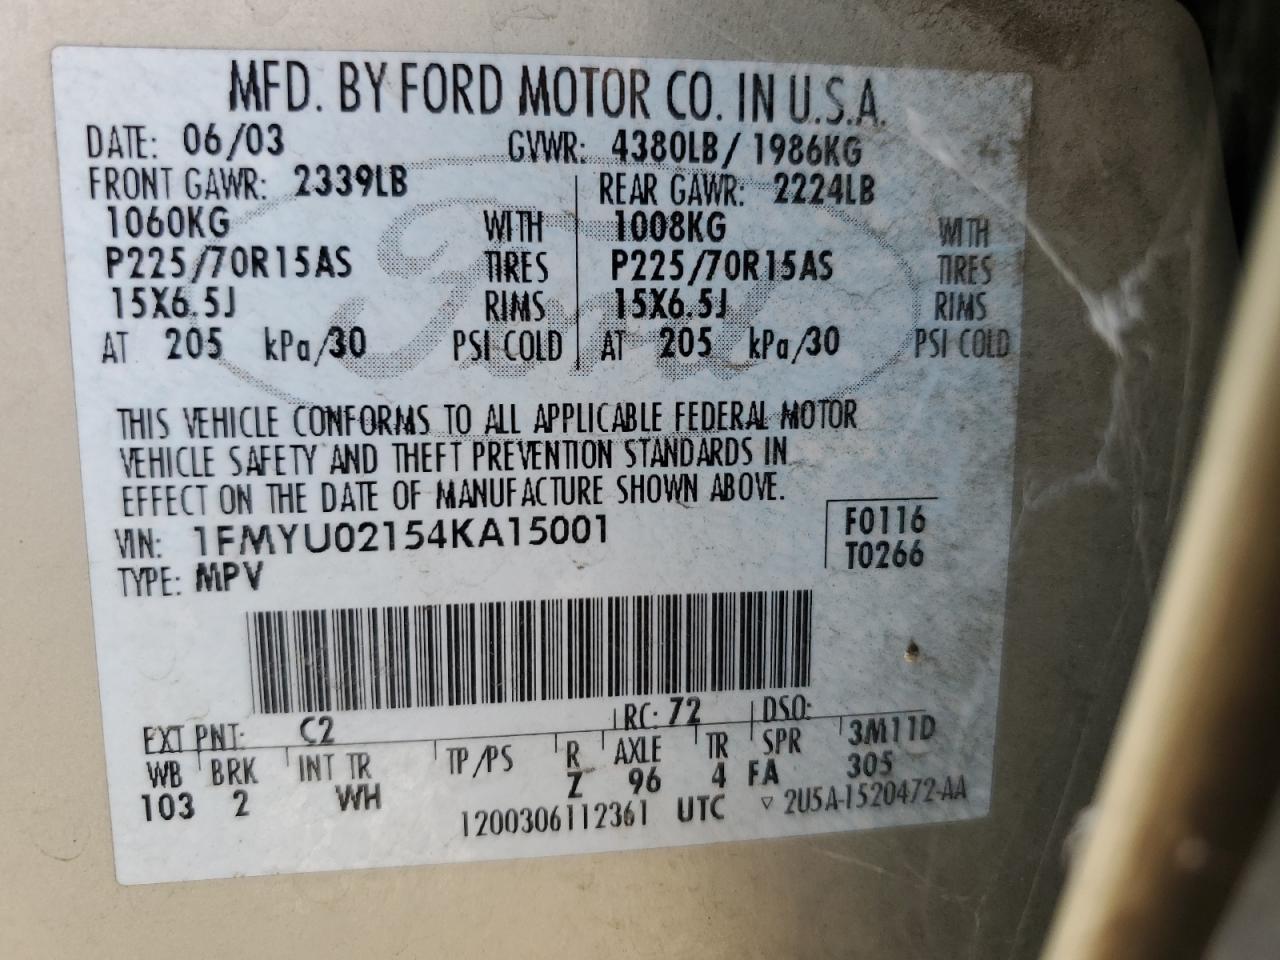 MFD. BY FORD MOTOR CO. IN U.S.A.
DATE: 06/03 GVWR: 4380LB/ 1986KG
FRONT GAWR: 2339LB REAR GAWR: 2224LB
1060KG WITH 1008KG WITH
P225/70R15AS TIRES P225/70R15AS TIRES
15X6.5J RIMS 15X6.5J RIMS
AT 205 kPa/30 PSI COLD AT 205 kPa/30 PSI COLD
Ford
THIS VEHICLE CONFORMS TO ALL APPLICABLE FEDERAL MOTOR
VEHICLE SAFETY AND THEFT PREVENTION STANDARDS IN
EFFECT ON THE DATE OF MANUFACTURE SHOWN ABOVE.
VIN: 1FMYU02154KA15001 F0116
TYPE: MPV T0266
EXT PNT: C2 RC: 72 DSO:
WB BRK INT TR TP/PS R AXLE TR SPR 3M11D
103 2 WH Z 96 4 FA 305
1200306112361 UTC ▽ 2U5A-1520472-AA